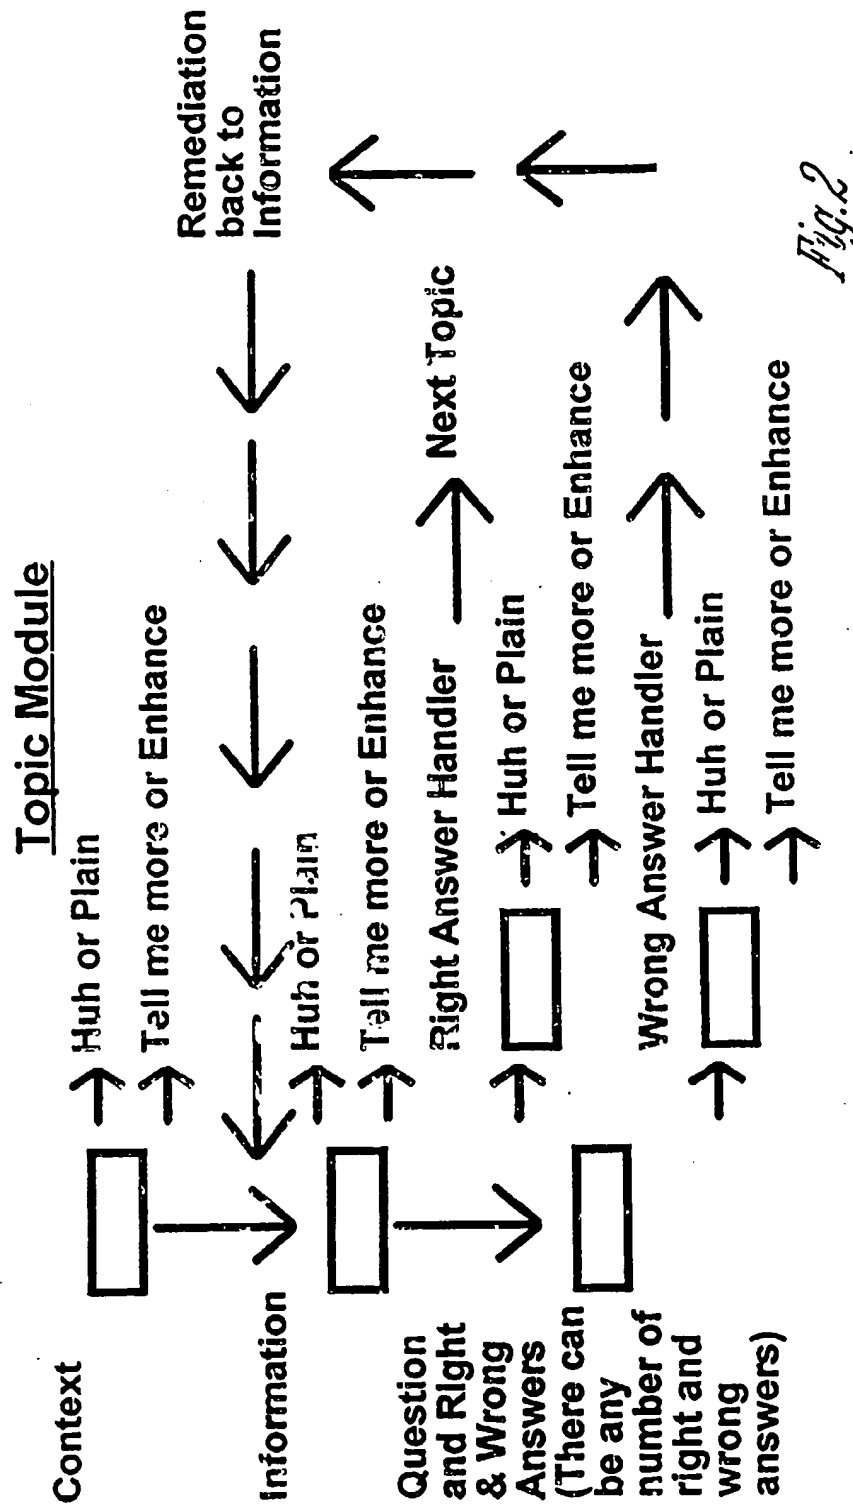 Topic Module
Context
Huh or Plain
Tell me more or Enhance
Remediation
back to
Information
Information
Huh or Plain
Tell me more or Enhance
Question
and Right
& Wrong
Answers
(There can
be any
number of
right and
wrong
answers)
Right Answer Handler
Next Topic
Huh or Plain
Tell me more or Enhance
Wrong Answer Handler
Huh or Plain
Tell me more or Enhance
Fig.2